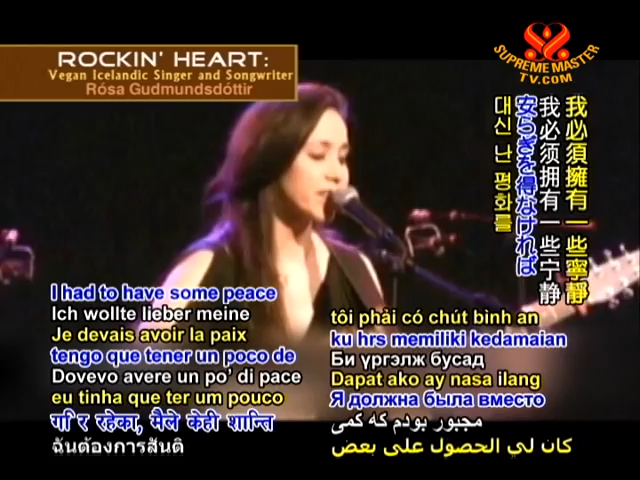 ROCKIN' HEART:
Vegan Icelandic Singer and Songwriter
Rósa Gudmundsdóttir
SUPREME MASTER
TV.COM
我必須擁有一些寧靜
我必须拥有一些宁静
安らぎを得なければ
대신 난 평화를
I had to have some peace
Ich wollte lieber meine
Je devais avoir la paix
tengo que tener un poco de
Dovevo avere un po' di pace
eu tinha que ter um pouco
गरिरहेका, मैले केही शान्ति
ฉันต้องการสันติ
tôi phải có chút bình an
ku hrs memiliki kedamaian
Би үргэлж бусад
Dapat ako ay nasa ilang
Я должна была вместо
مجبور بودم که کمی
كان لي الحصول على بعض